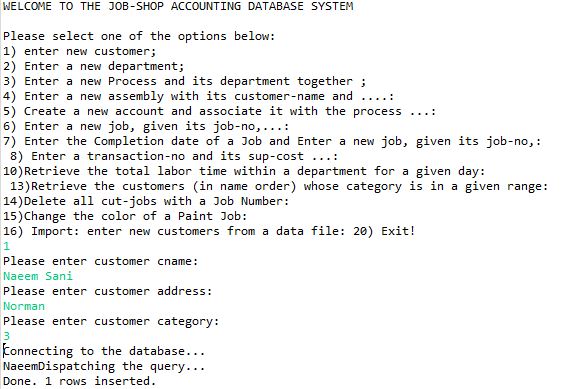 WELCOME TO THE JOB-SHOP ACCOUNTING DATABASE SYSTEM
Please select one of the options below:
1) enter new customer;
2) Enter a new department;
3) Enter a new Process and its department together ;
4) Enter a new assembly with its customer-name and ....:
5) Create a new account and associate it with the process ...:
6) Enter a new job, given its job-no,...:
7) Enter the Completion date of a Job and Enter a new job, given its job-no,:
8) Enter a transaction-no and its sup-cost ...:
10)Retrieve the total labor time within a department for a given day:
13)Retrieve the customers (in name order) whose category is in a given range:
14)Delete all cut-jobs with a Job Number:
15)Change the color of a Paint Job:
16) Import: enter new customers from a data file: 20) Exit!
1
Please enter customer cname:
Naeem Sani
Please enter customer address:
Norman
Please enter customer category:
3
Connecting to the database...
NaeemDispatching the query...
Done. 1 rows inserted.